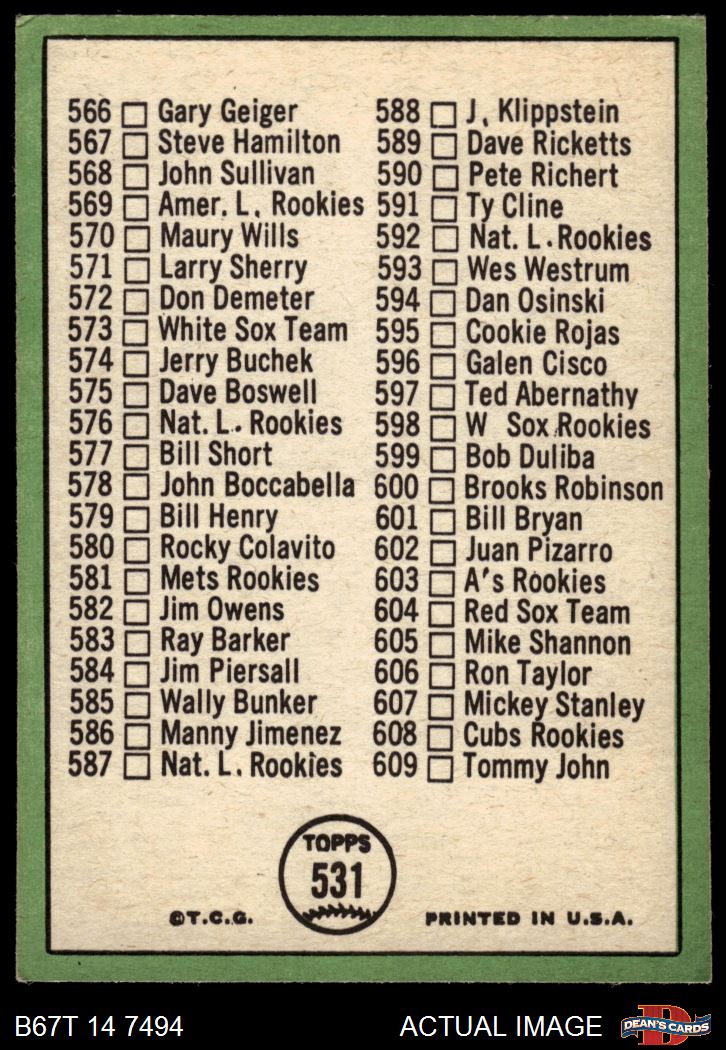 566 Gary Geiger
567 Steve Hamilton
568 John Sullivan
569 Amer. L. Rookies
570 Maury Wills
571 Larry Sherry
572 Don Demeter
573 White Sox Team
574 Jerry Buchek
575 Dave Boswell
576 Nat. L. Rookies
577 Bill Short
578 John Boccabella
579 Bill Henry
580 Rocky Colavito
581 Mets Rookies
582 Jim Owens
583 Ray Barker
584 Jim Piersall
585 Wally Bunker
586 Manny Jimenez
587 Nat. L. Rookies
588 J. Klippstein
589 Dave Ricketts
590 Pete Richert
591 Ty Cline
592 Nat. L. Rookies
593 Wes Westrum
594 Dan Osinski
595 Cookie Rojas
596 Galen Cisco
597 Ted Abernathy
598 W Sox Rookies
599 Bob Duliba
600 Brooks Robinson
601 Bill Bryan
602 Juan Pizarro
603 A's Rookies
604 Red Sox Team
605 Mike Shannon
606 Ron Taylor
607 Mickey Stanley
608 Cubs Rookies
609 Tommy John
TOPPS
531
©T.C.G.
PRINTED IN U.S.A.
B67T 14 7494
ACTUAL IMAGE
D
DEAN'S CARDS